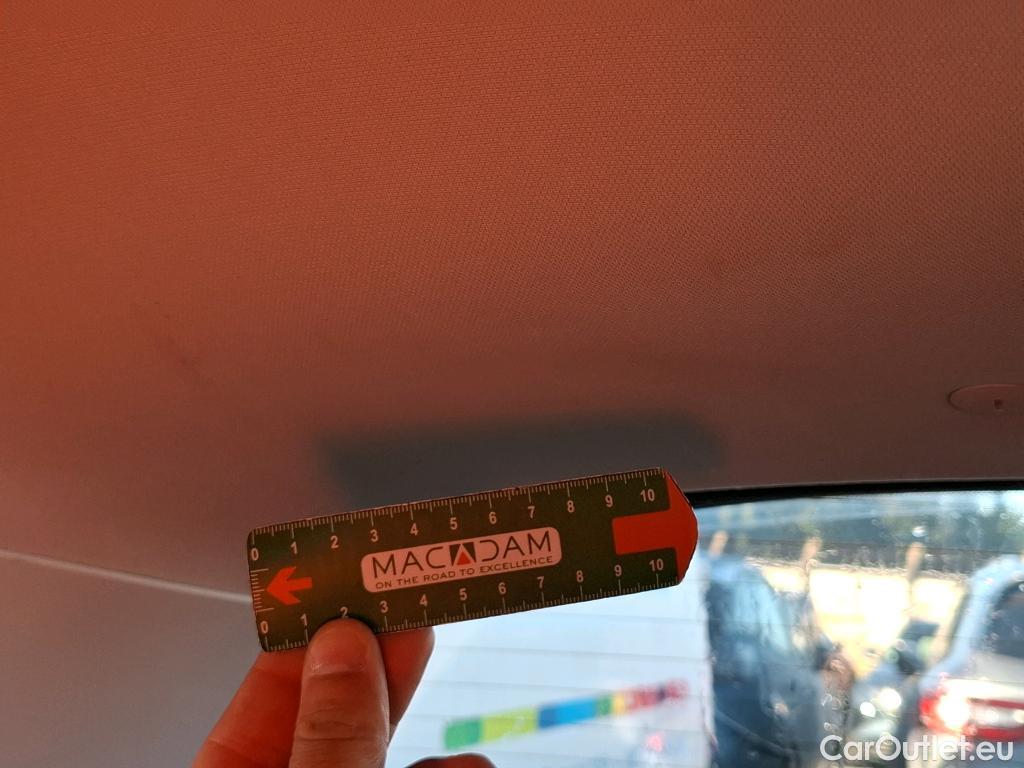 0 1 2 3 4 5 6 7 8 9 10
MACADAM
ON THE ROAD TO EXCELLENCE
0 1 2 3 4 5 6 7 8 9 10
CarOutlet.eu